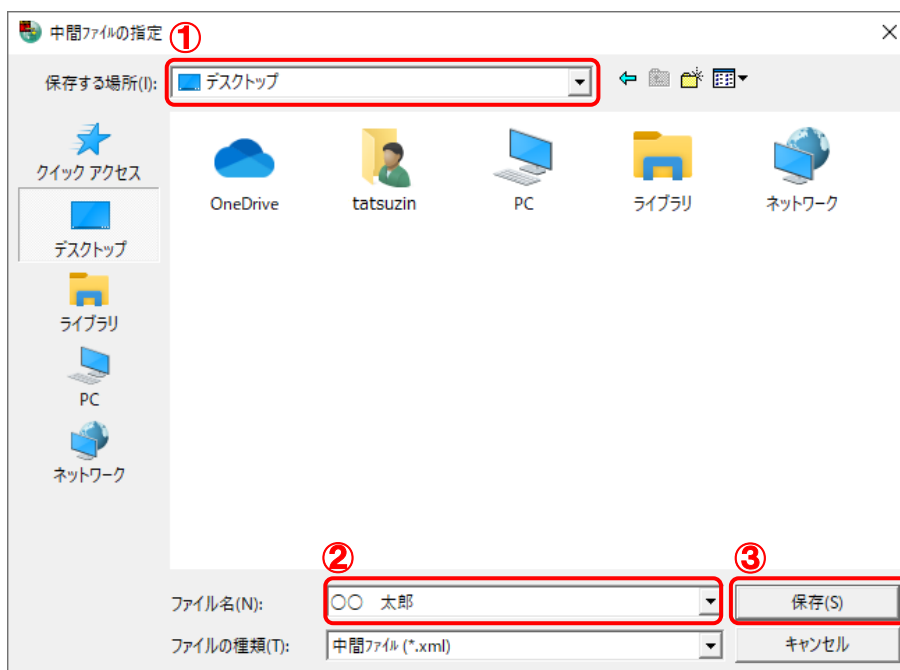 中間ファイルの指定
①
保存する場所(I):
デスクトップ
クイック アクセス
デスクトップ
ライブラリ
PC
ネットワーク
OneDrive
tatsuzin
PC
ライブラリ
ネットワーク
②
③
ファイル名(N):
〇〇　太郎
保存(S)
ファイルの種類(T):
中間ファイル (*.xml)
キャンセル